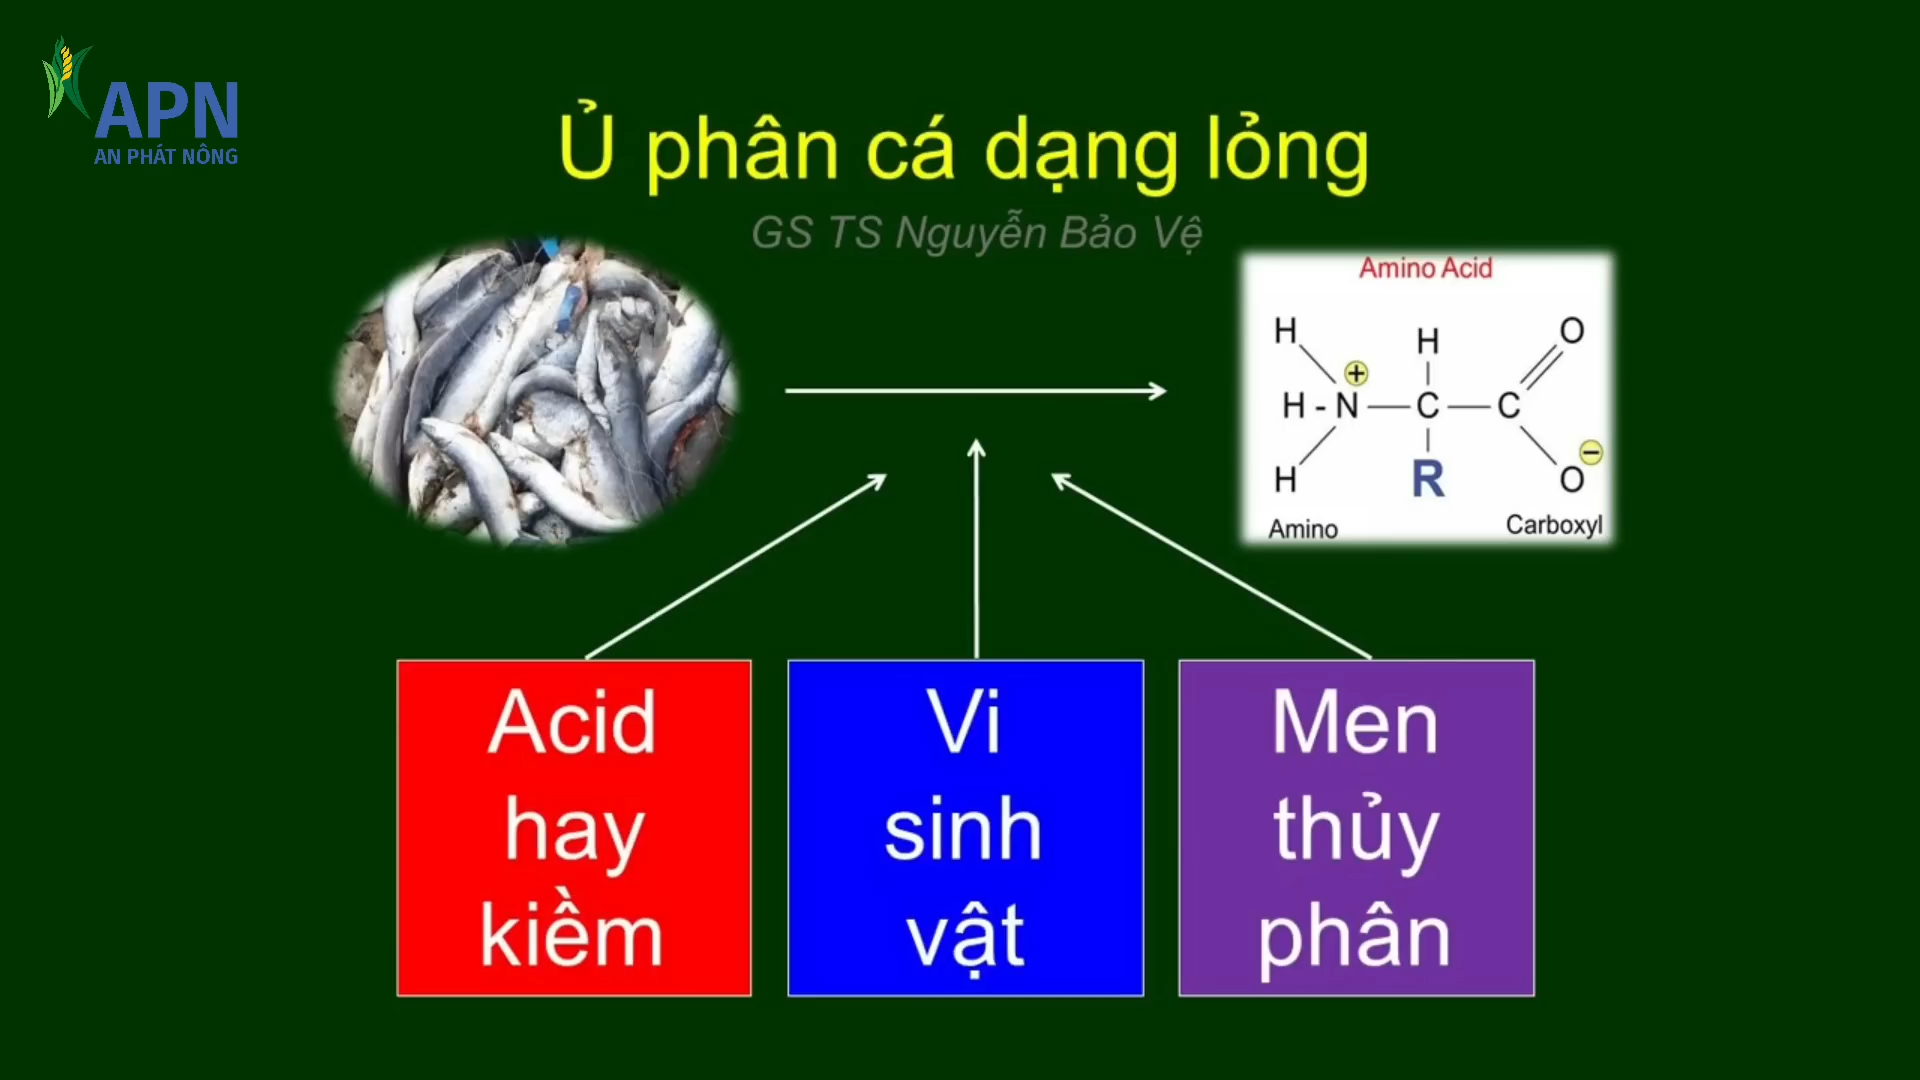 APN
AN PHÁT NÔNG
Ủ phân cá dạng lỏng
GS TS Nguyễn Bảo Vệ
Amino Acid
H H O
H - N C C
H R O
Amino Carboxyl
Acid
hay
kiềm
Vi
sinh
vật
Men
thủy
phân